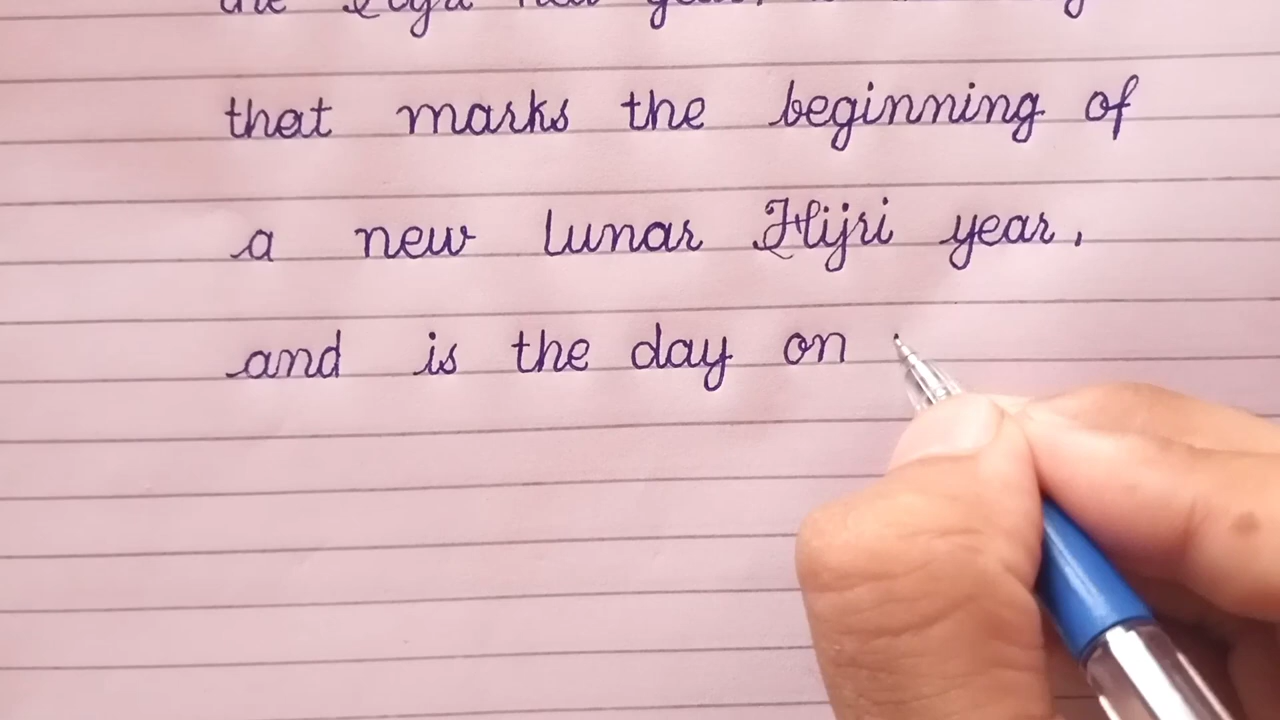 that marks the beginning of
a new lunar Hijri year,
and is the day on